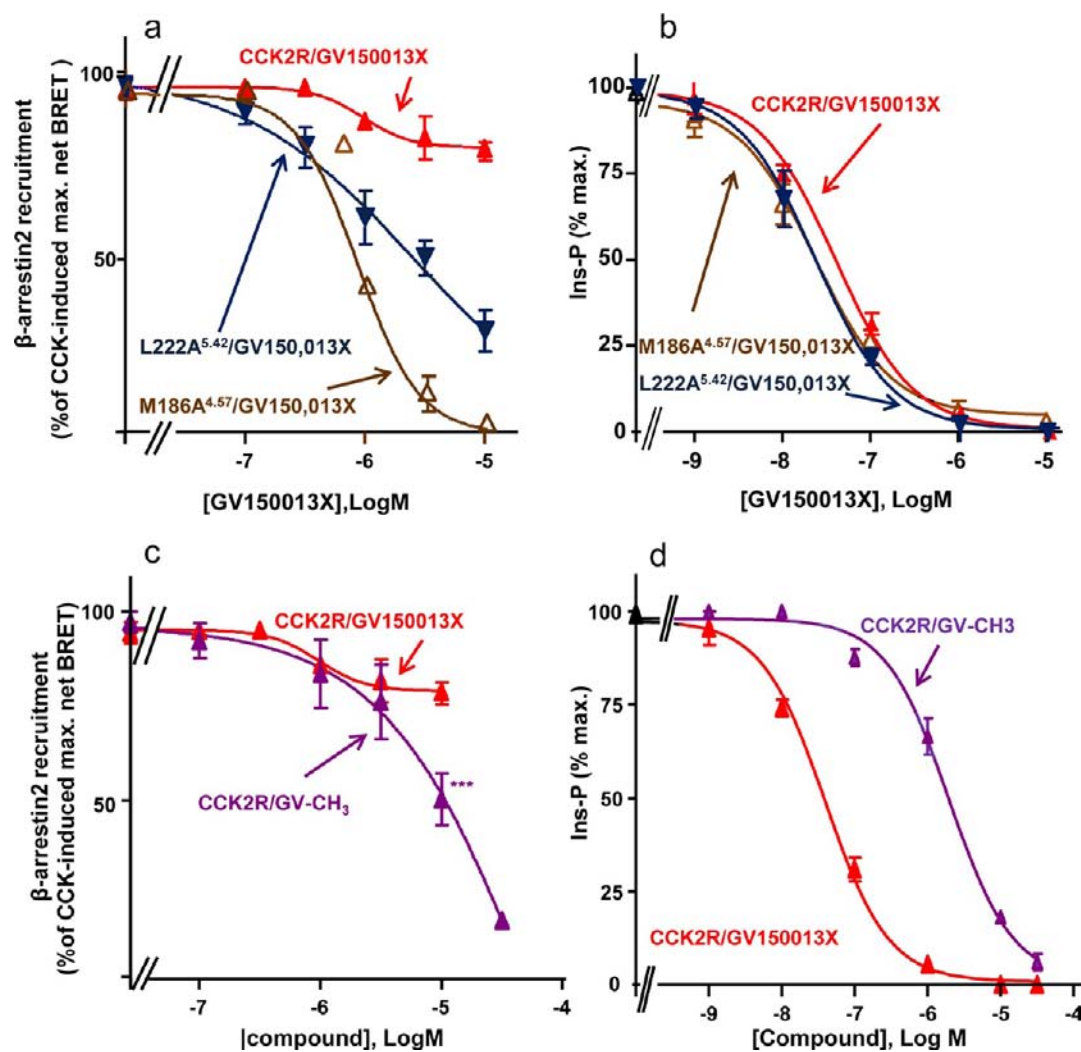 a
β-arrestin2 recruitment
(%of CCK-induced max. net BRET)
100
50
CCK2R/GV150013X
L222A5.42/GV150,013X
M186A4.57/GV150,013X
-7
-6
-5
[GV150013X],LogM
b
Ins-P (% max.)
100
75
50
25
0
CCK2R/GV150013X
M186A4.57/GV150,013X
L222A5.42/GV150,013X
-9
-8
-7
-6
-5
[GV150013X], LogM
c
β-arrestin2 recruitment
(%of CCK-induced max. net BRET)
100
50
CCK2R/GV150013X
CCK2R/GV-CH3
***
-7
-6
-5
-4
|compound], LogM
d
Ins-P (% max.)
100
75
50
25
0
CCK2R/GV-CH3
CCK2R/GV150013X
-9
-8
-7
-6
-5
-4
[Compound], Log M